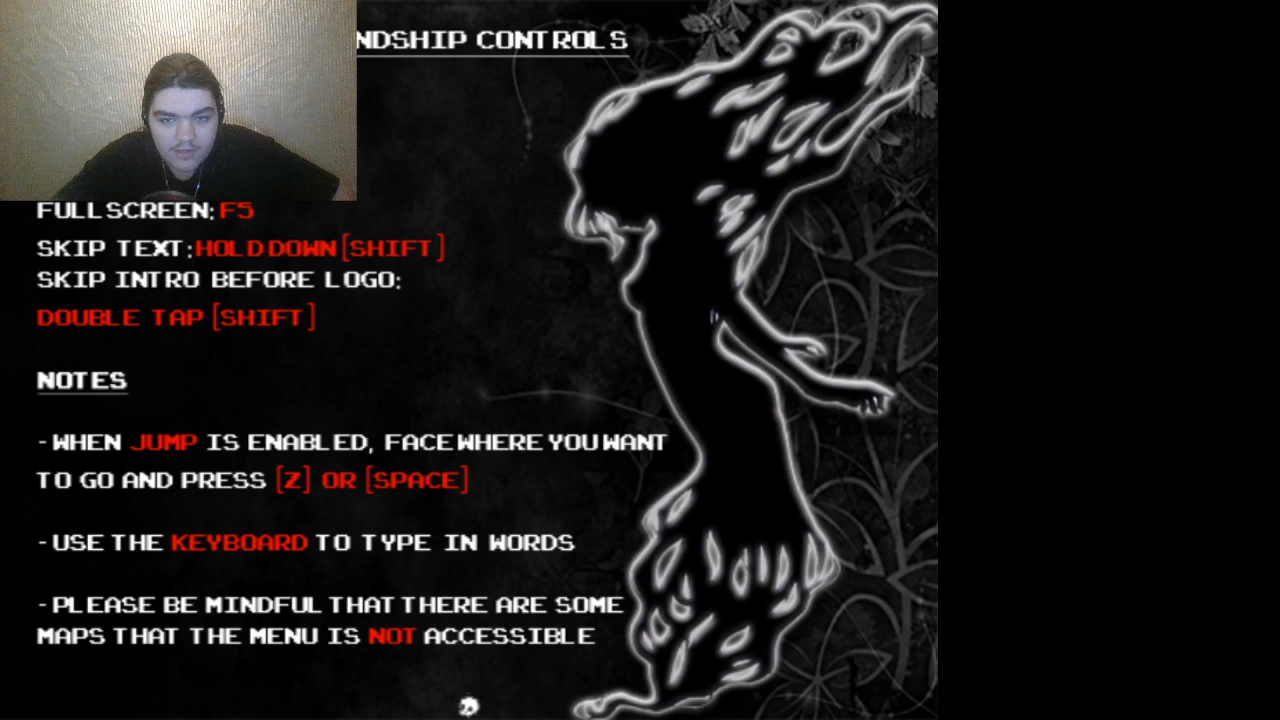 NDSHIP CONTROLS
FULLSCREEN: F5
SKIP TEXT: HOLD DOWN [SHIFT]
SKIP INTRO BEFORE LOGO:
DOUBLE TAP [SHIFT]
NOTES
- WHEN JUMP IS ENABLED, FACE WHERE YOU WANT
TO GO AND PRESS [Z] OR [SPACE]
- USE THE KEYBOARD TO TYPE IN WORDS
- PLEASE BE MINDFUL THAT THERE ARE SOME
MAPS THAT THE MENU IS NOT ACCESSIBLE